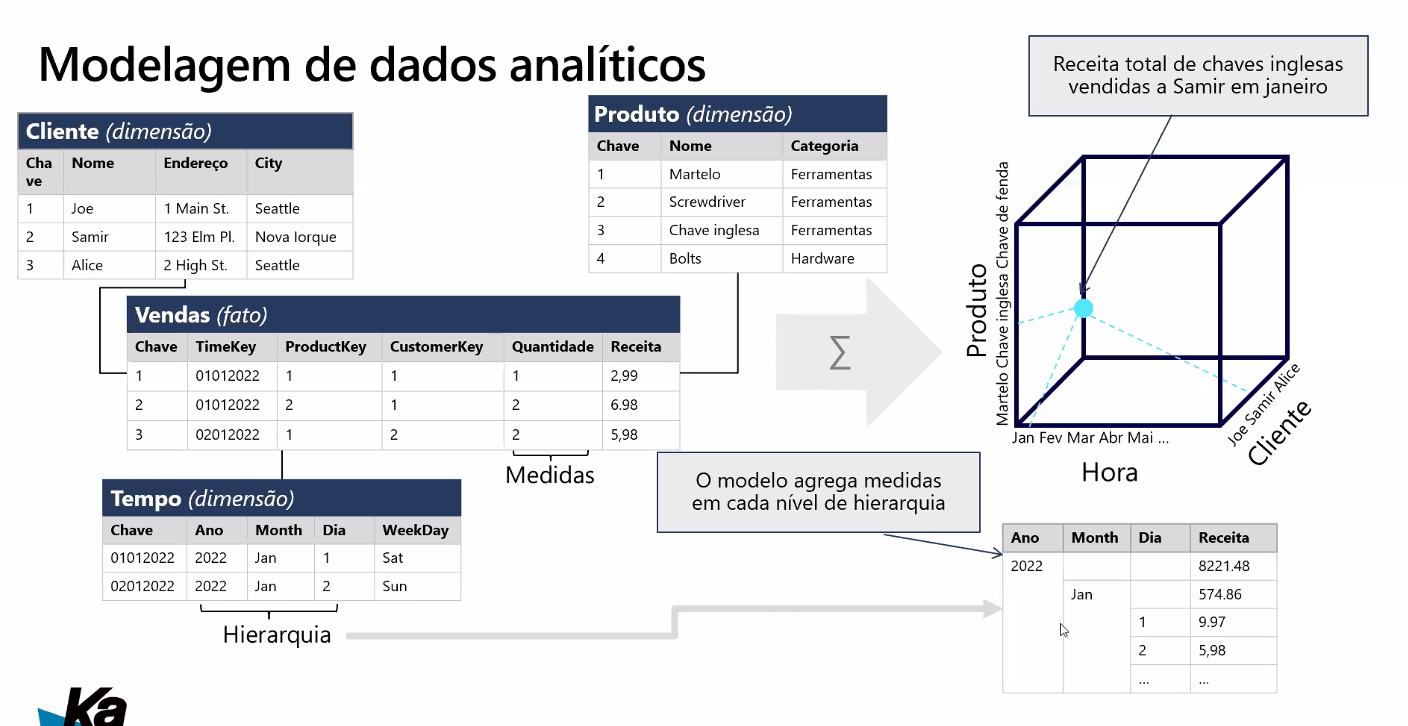 Modelagem de dados analíticos
Receita total de chaves inglesas
vendidas a Samir em janeiro
Cliente (dimensão)
Cha
ve Nome Endereço City
1 Joe 1 Main St. Seattle
2 Samir 123 Elm Pl. Nova Iorque
3 Alice 2 High St. Seattle
Produto (dimensão)
Chave Nome Categoria
1 Martelo Ferramentas
2 Screwdriver Ferramentas
3 Chave inglesa Ferramentas
4 Bolts Hardware
Vendas (fato)
Chave TimeKey ProductKey CustomerKey Quantidade Receita
1 01012022 1 1 1 2,99
2 01012022 2 1 2 6.98
3 02012022 1 2 2 5,98
Medidas
Σ
Produto
Martelo Chave inglesa Chave de fenda
Jan Fev Mar Abr Mai ...
Hora
Joe Samir Alice
Cliente
Tempo (dimensão)
Chave Ano Month Dia WeekDay
01012022 2022 Jan 1 Sat
02012022 2022 Jan 2 Sun
Hierarquia
O modelo agrega medidas
em cada nível de hierarquia
Ano Month Dia Receita
2022 8221.48
Jan 574.86
1 9.97
2 5,98
... ...
Ka